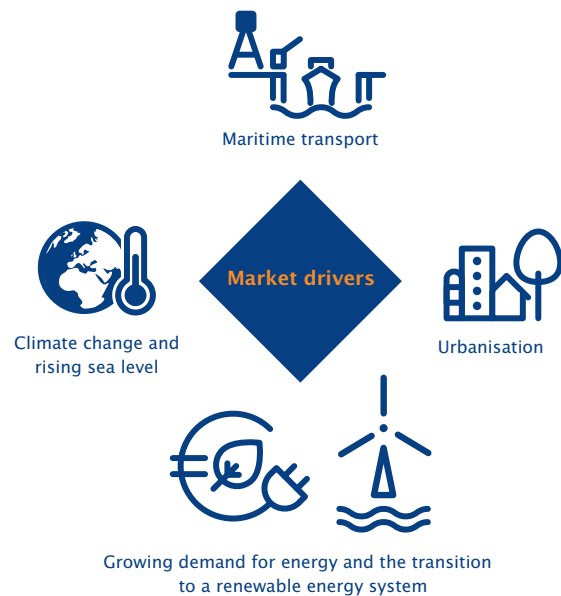 Maritime transport
Market drivers
Climate change and
rising sea level
Urbanisation
Growing demand for energy and the transition
to a renewable energy system